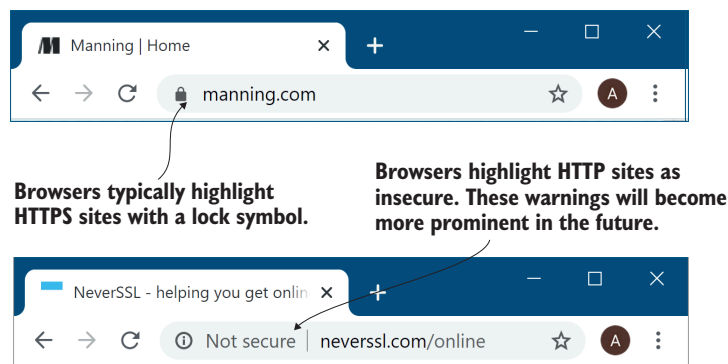 Manning | Home
manning.com
A
Browsers typically highlight
HTTPS sites with a lock symbol.
Browsers highlight HTTP sites as
insecure. These warnings will become
more prominent in the future.
NeverSSL - helping you get onlin
Not secure | neverssl.com/online
A